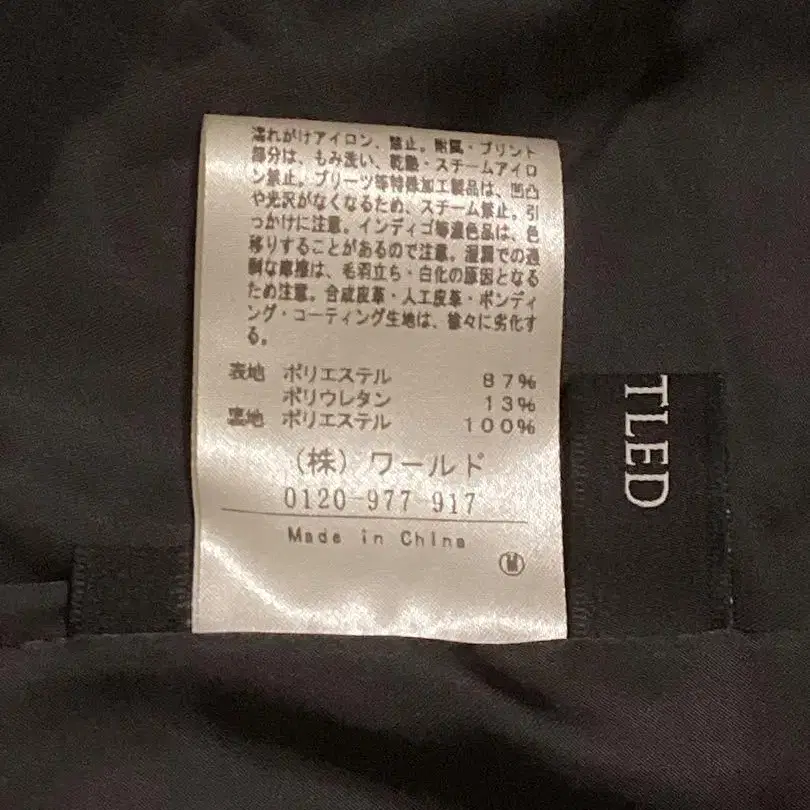 濡れがけアイロン、禁止。耐風・プリント
部分は、もみ洗い、乾熱・スチームアイロ
ン禁止。プリーツ等特殊加工製品は、凹凸
や光沢がなくなるため、スチーム禁止。引
っかけに注意。インディゴ等濃色品は、色
移りすることがあるので注意。湿潤での過
剰な摩擦は、毛羽立ち・白化の原因となる
ため注意。合成皮革・人工皮革・ボンディ
ング・コーティング生地は、徐々に劣化す
る。
表地 ポリエステル 87%
ポリウレタン 13%
裏地 ポリエステル 100%
(株) ワールド
0120-977-917
Made in China
M
TLED